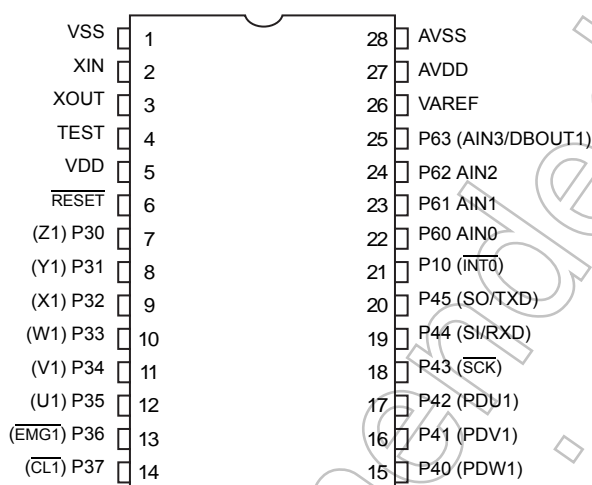 VSS 1 28 AVSS
XIN 2 27 AVDD
XOUT 3 26 VAREF
TEST 4 25 P63 (AIN3/DBOUT1)
VDD 5 24 P62 AIN2
RESET 6 23 P61 AIN1
(Z1) P30 7 22 P60 AIN0
(Y1) P31 8 21 P10 (INT0)
(X1) P32 9 20 P45 (SO/TXD)
(W1) P33 10 19 P44 (SI/RXD)
(V1) P34 11 18 P43 (SCK)
(U1) P35 12 17 P42 (PDU1)
(EMG1) P36 13 16 P41 (PDV1)
(CL1) P37 14 15 P40 (PDW1)